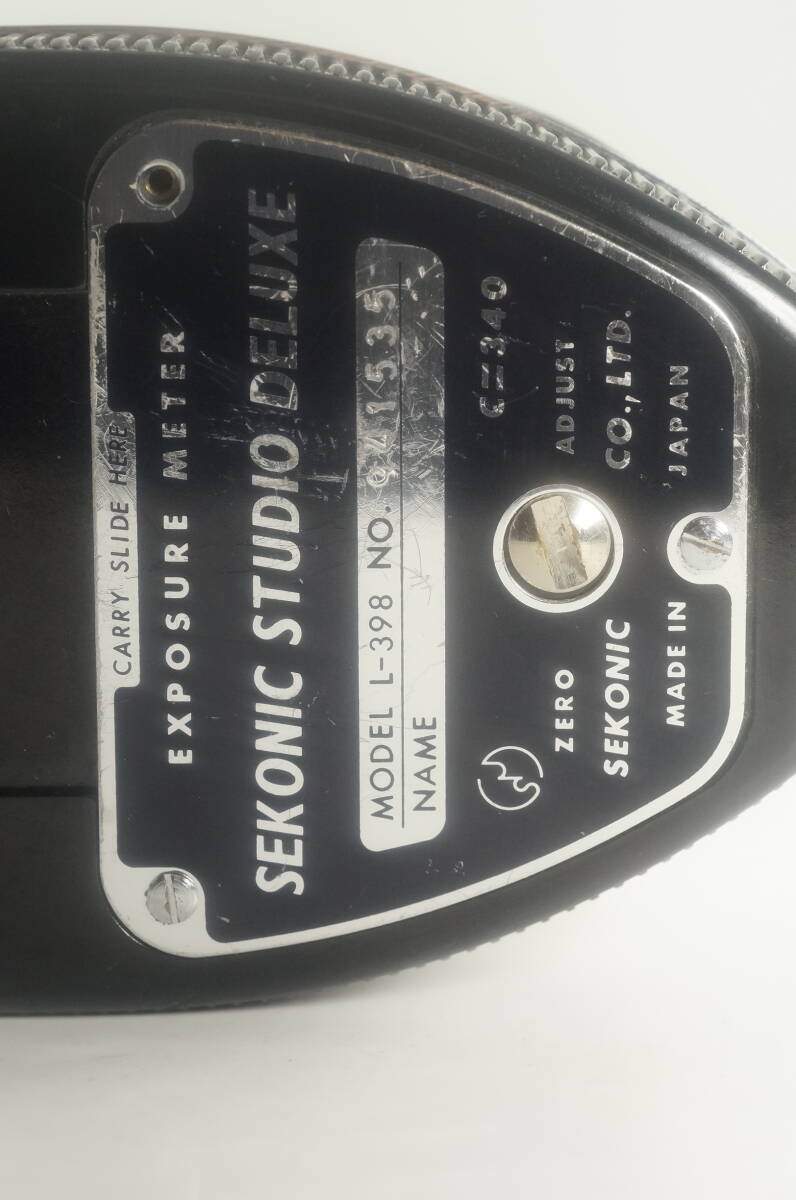 CARRY SLIDE HERE
EXPOSURE METER
SEKONIC STUDIO DELUXE
MODEL L-398 NO.
NAME
C=340
ZERO ADJUST
SEKONIC CO., LTD.
MADE IN JAPAN